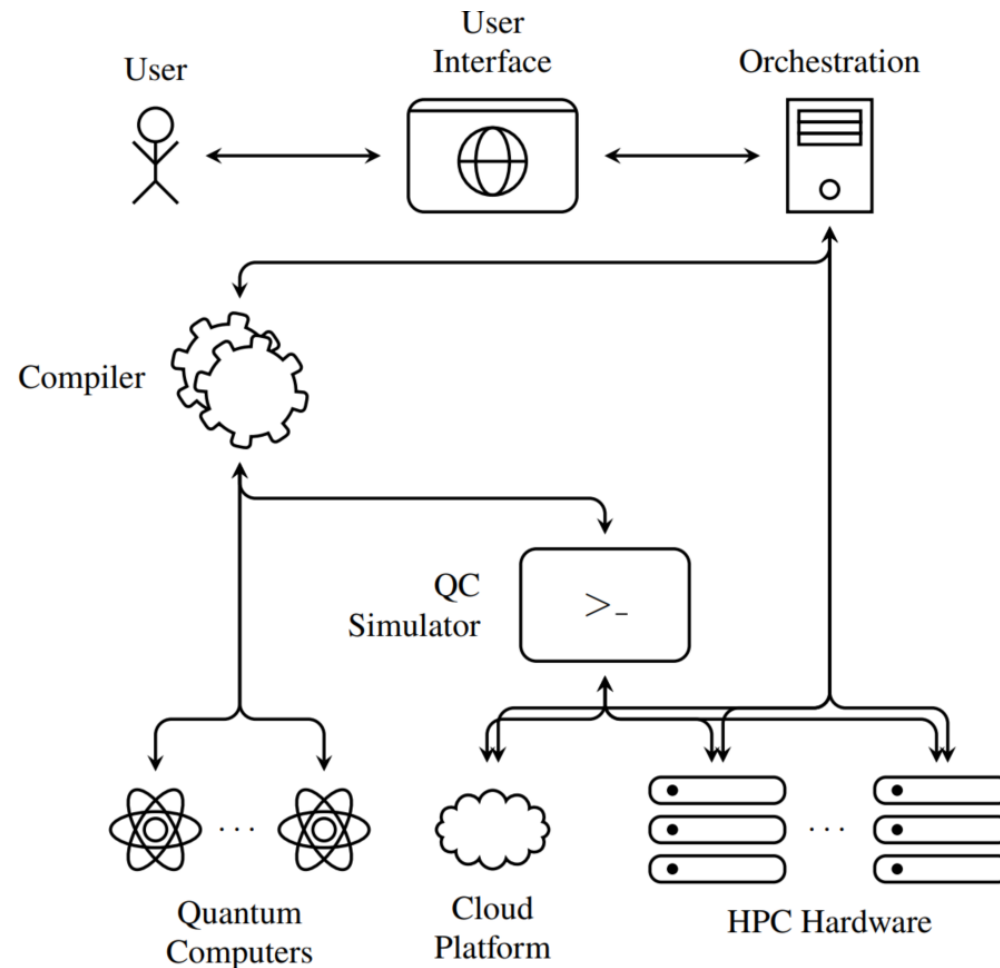 User
User
Interface
Orchestration
Compiler
QC
Simulator
>_
. . .
. . .
Quantum
Computers
Cloud
Platform
HPC Hardware